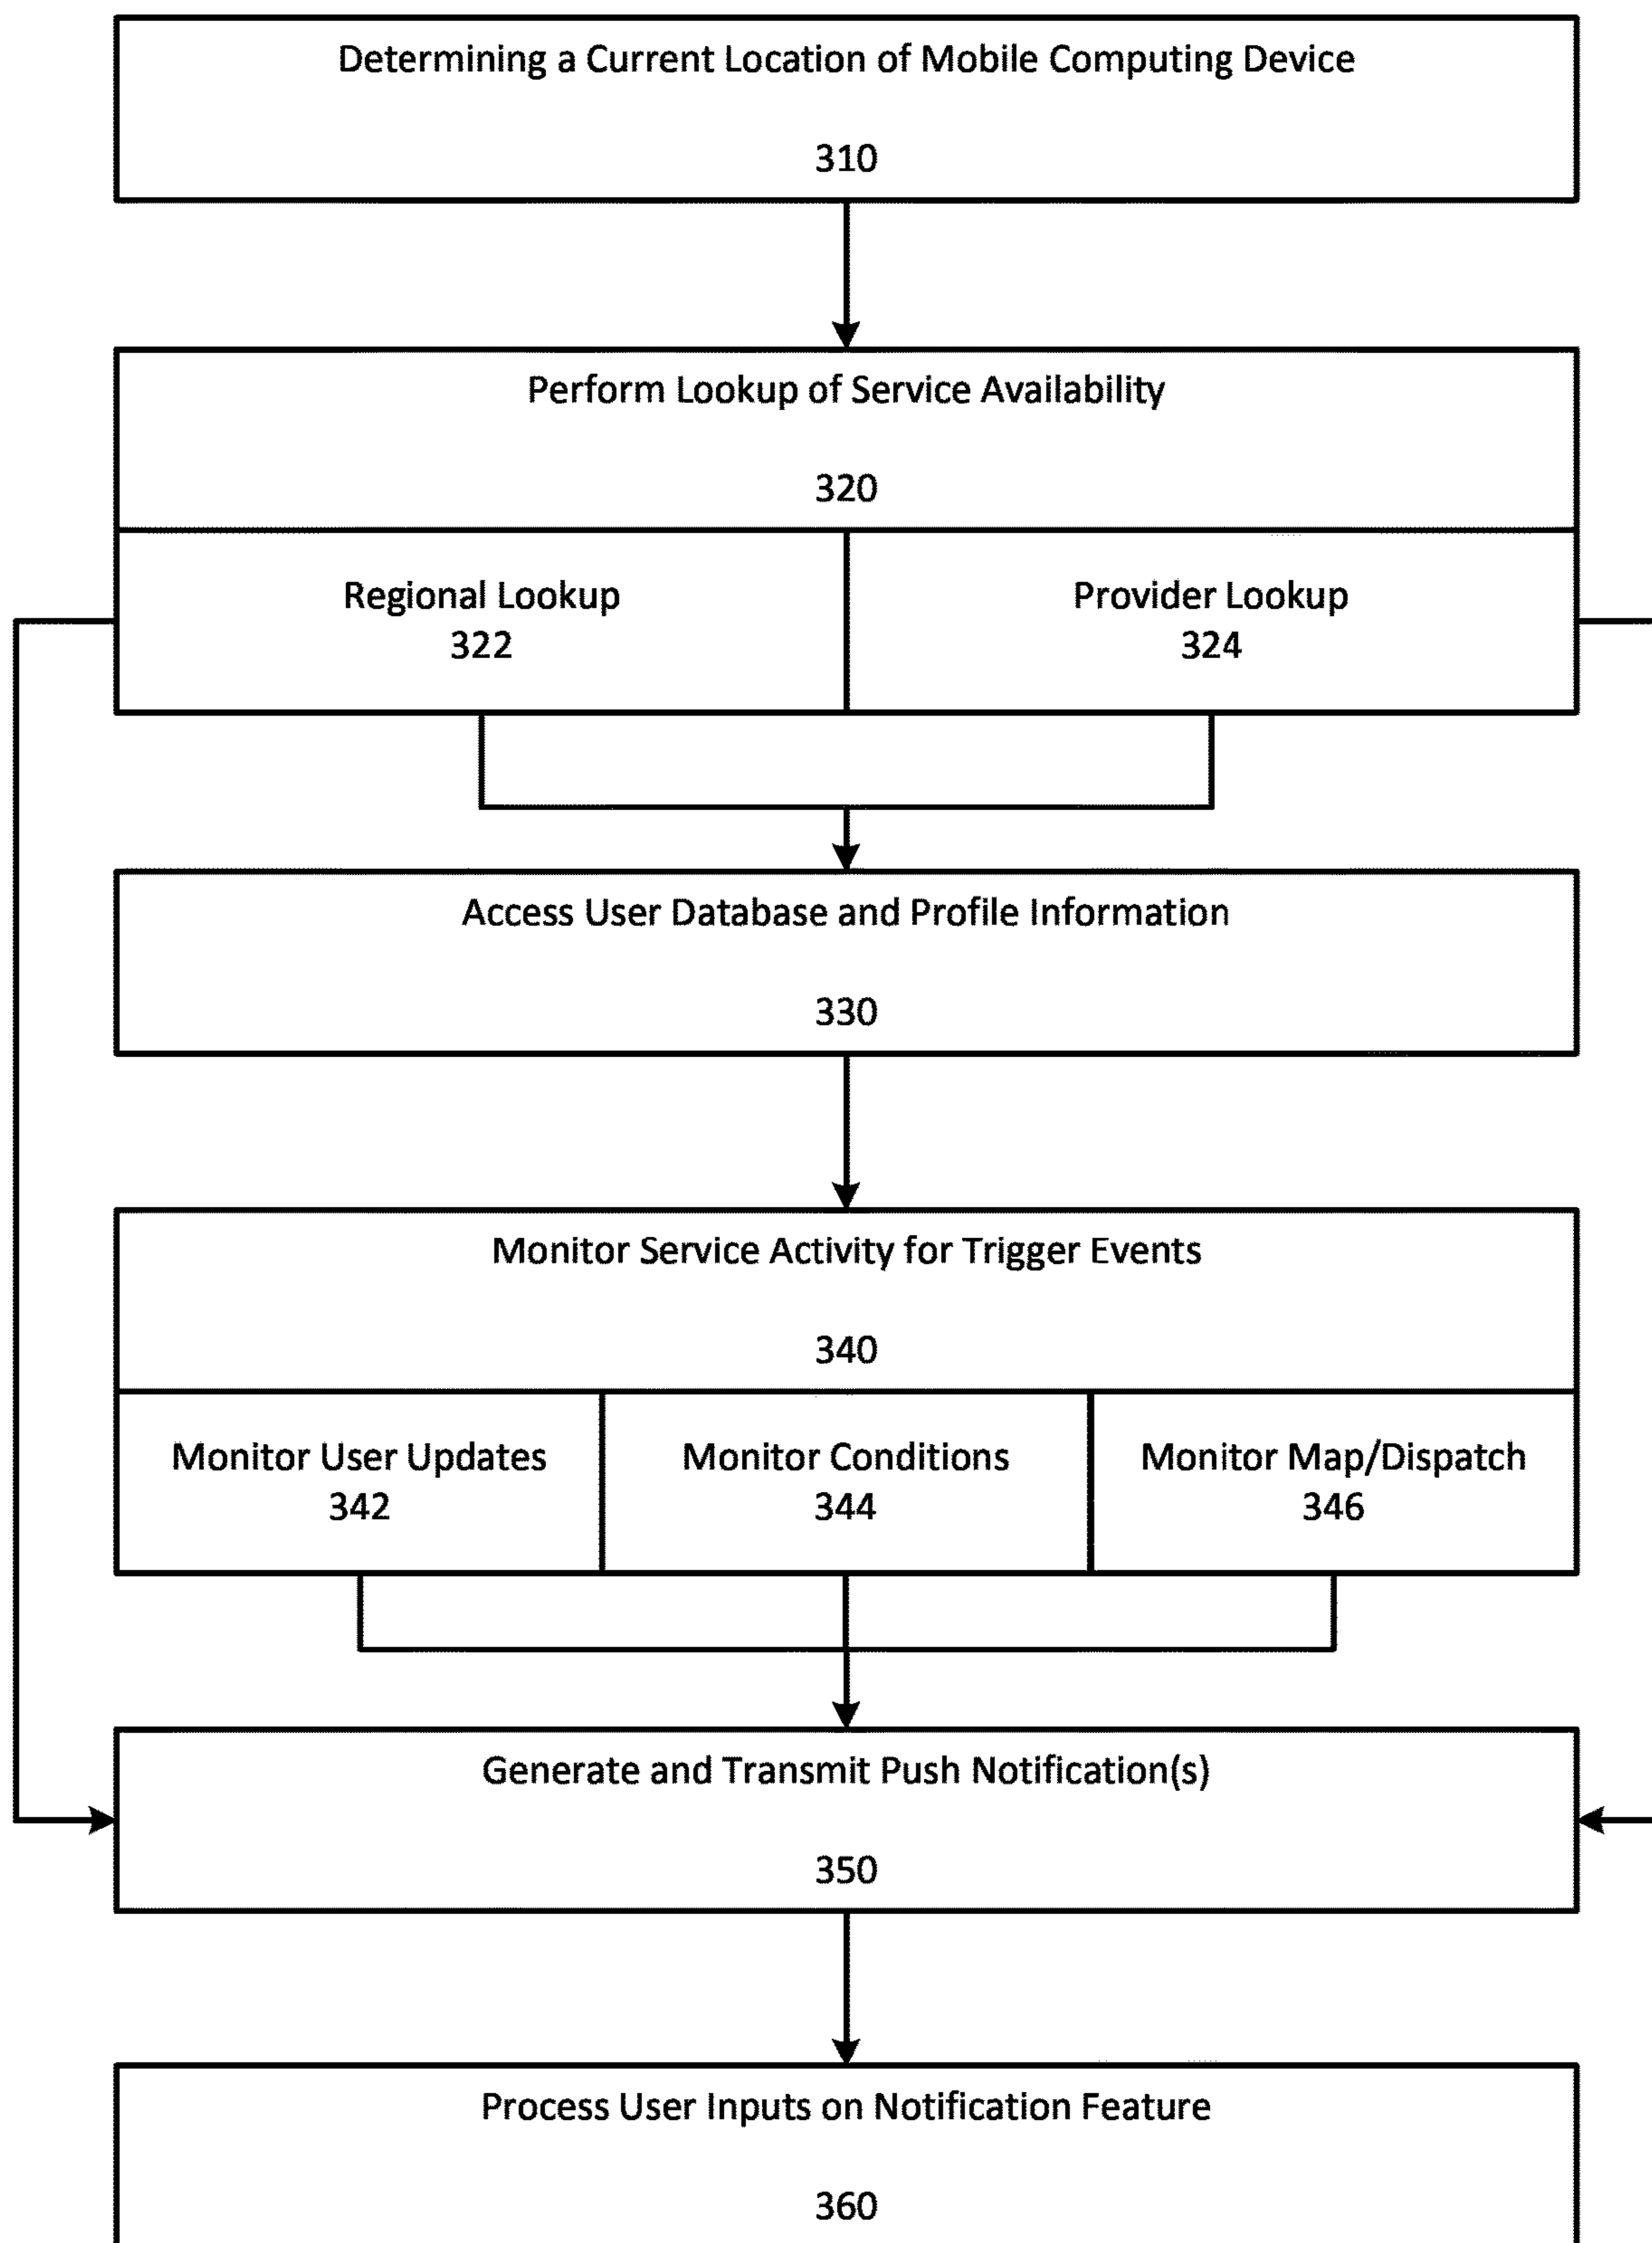 Determining a Current Location of Mobile Computing Device
310
Perform Lookup of Service Availability
320
Regional Lookup
322
Provider Lookup
324
Access User Database and Profile Information
330
Monitor Service Activity for Trigger Events
340
Monitor User Updates
342
Monitor Conditions
344
Monitor Map/Dispatch
346
Generate and Transmit Push Notification(s)
350
Process User Inputs on Notification Feature
360